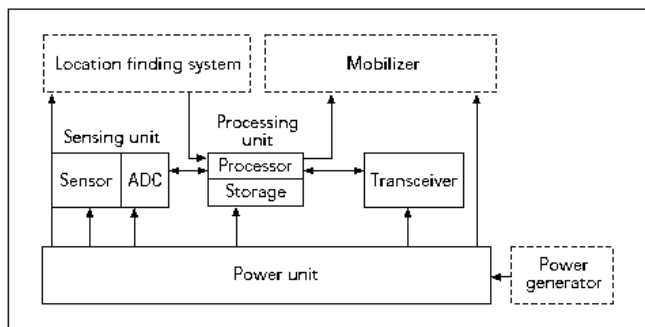 Location finding system
Mobilizer
Sensing unit
Processing
unit
Sensor
ADC
Processor
Storage
Transceiver
Power unit
Power
generator